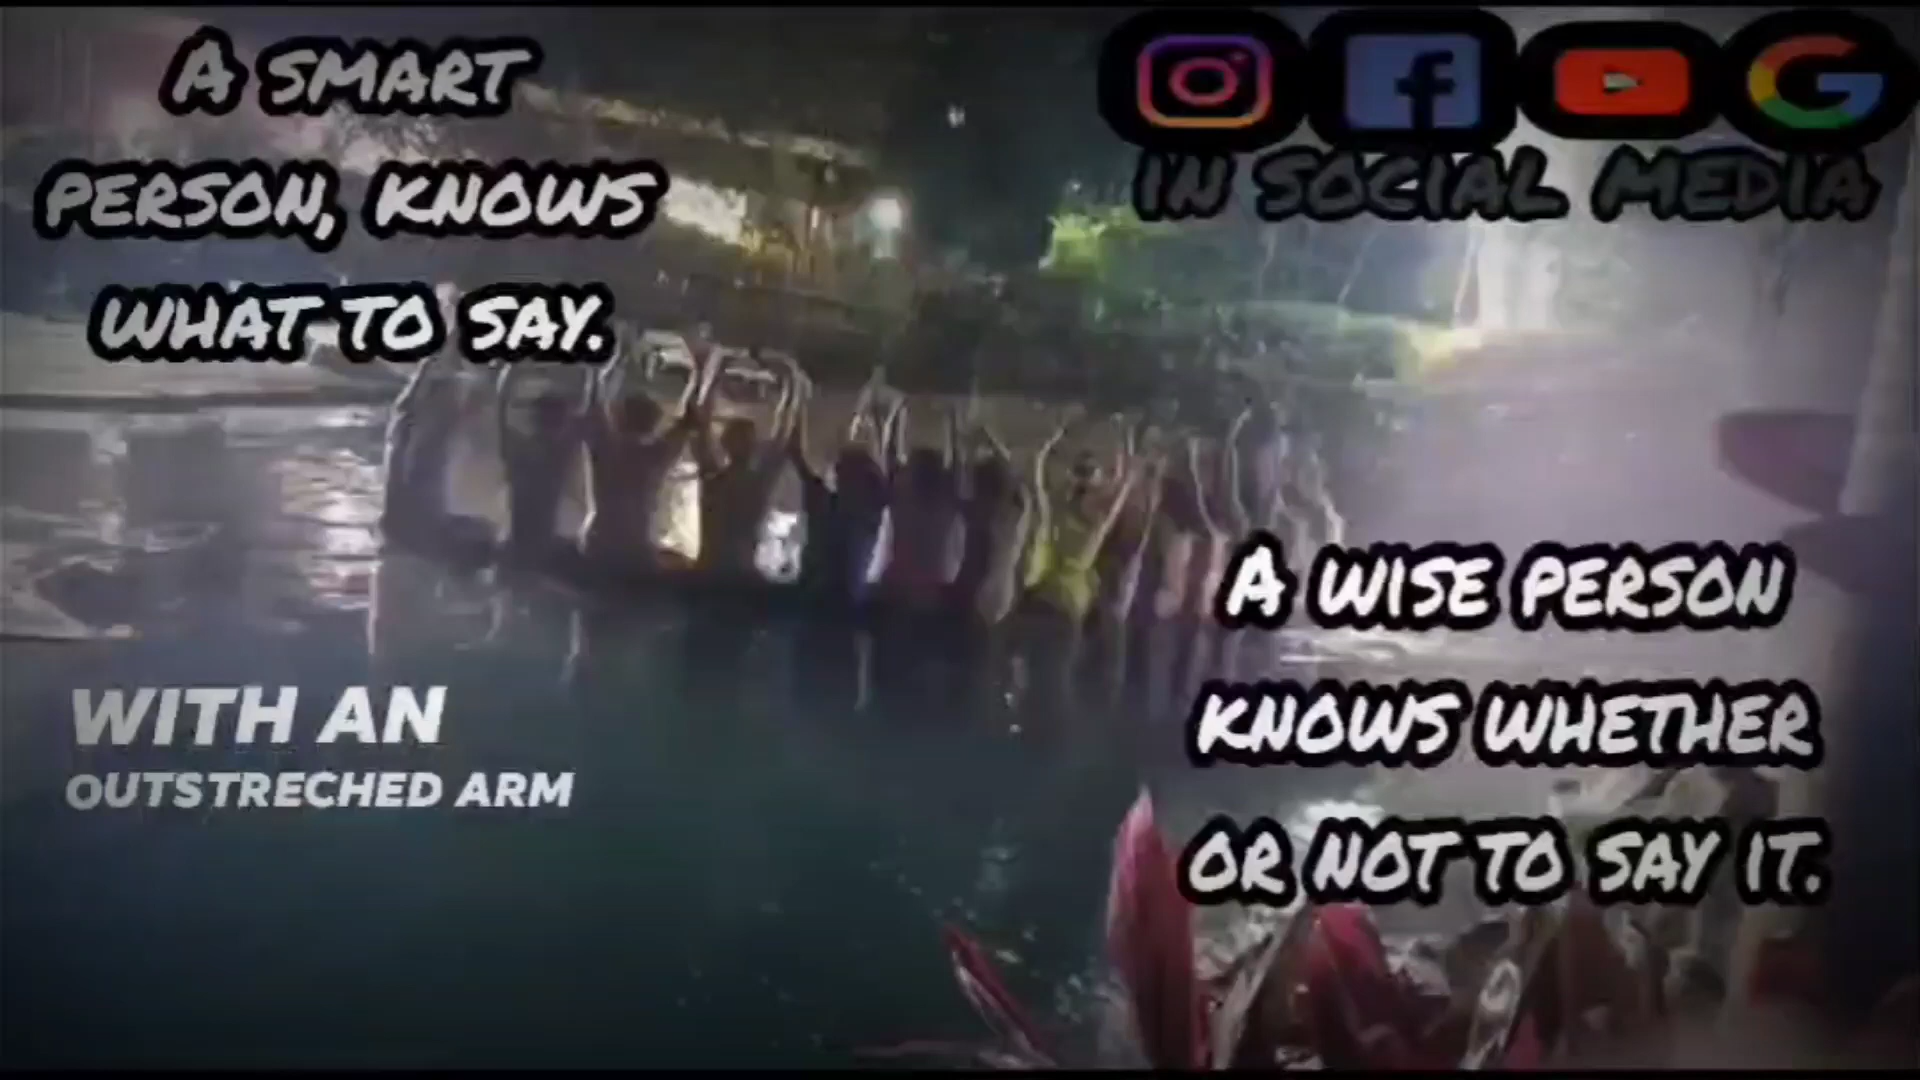 A SMART
PERSON, KNOWS
WHAT TO SAY.
IN SOCIAL MEDIA
A WISE PERSON
KNOWS WHETHER
OR NOT TO SAY IT.
WITH AN
OUTSTRECHED ARM